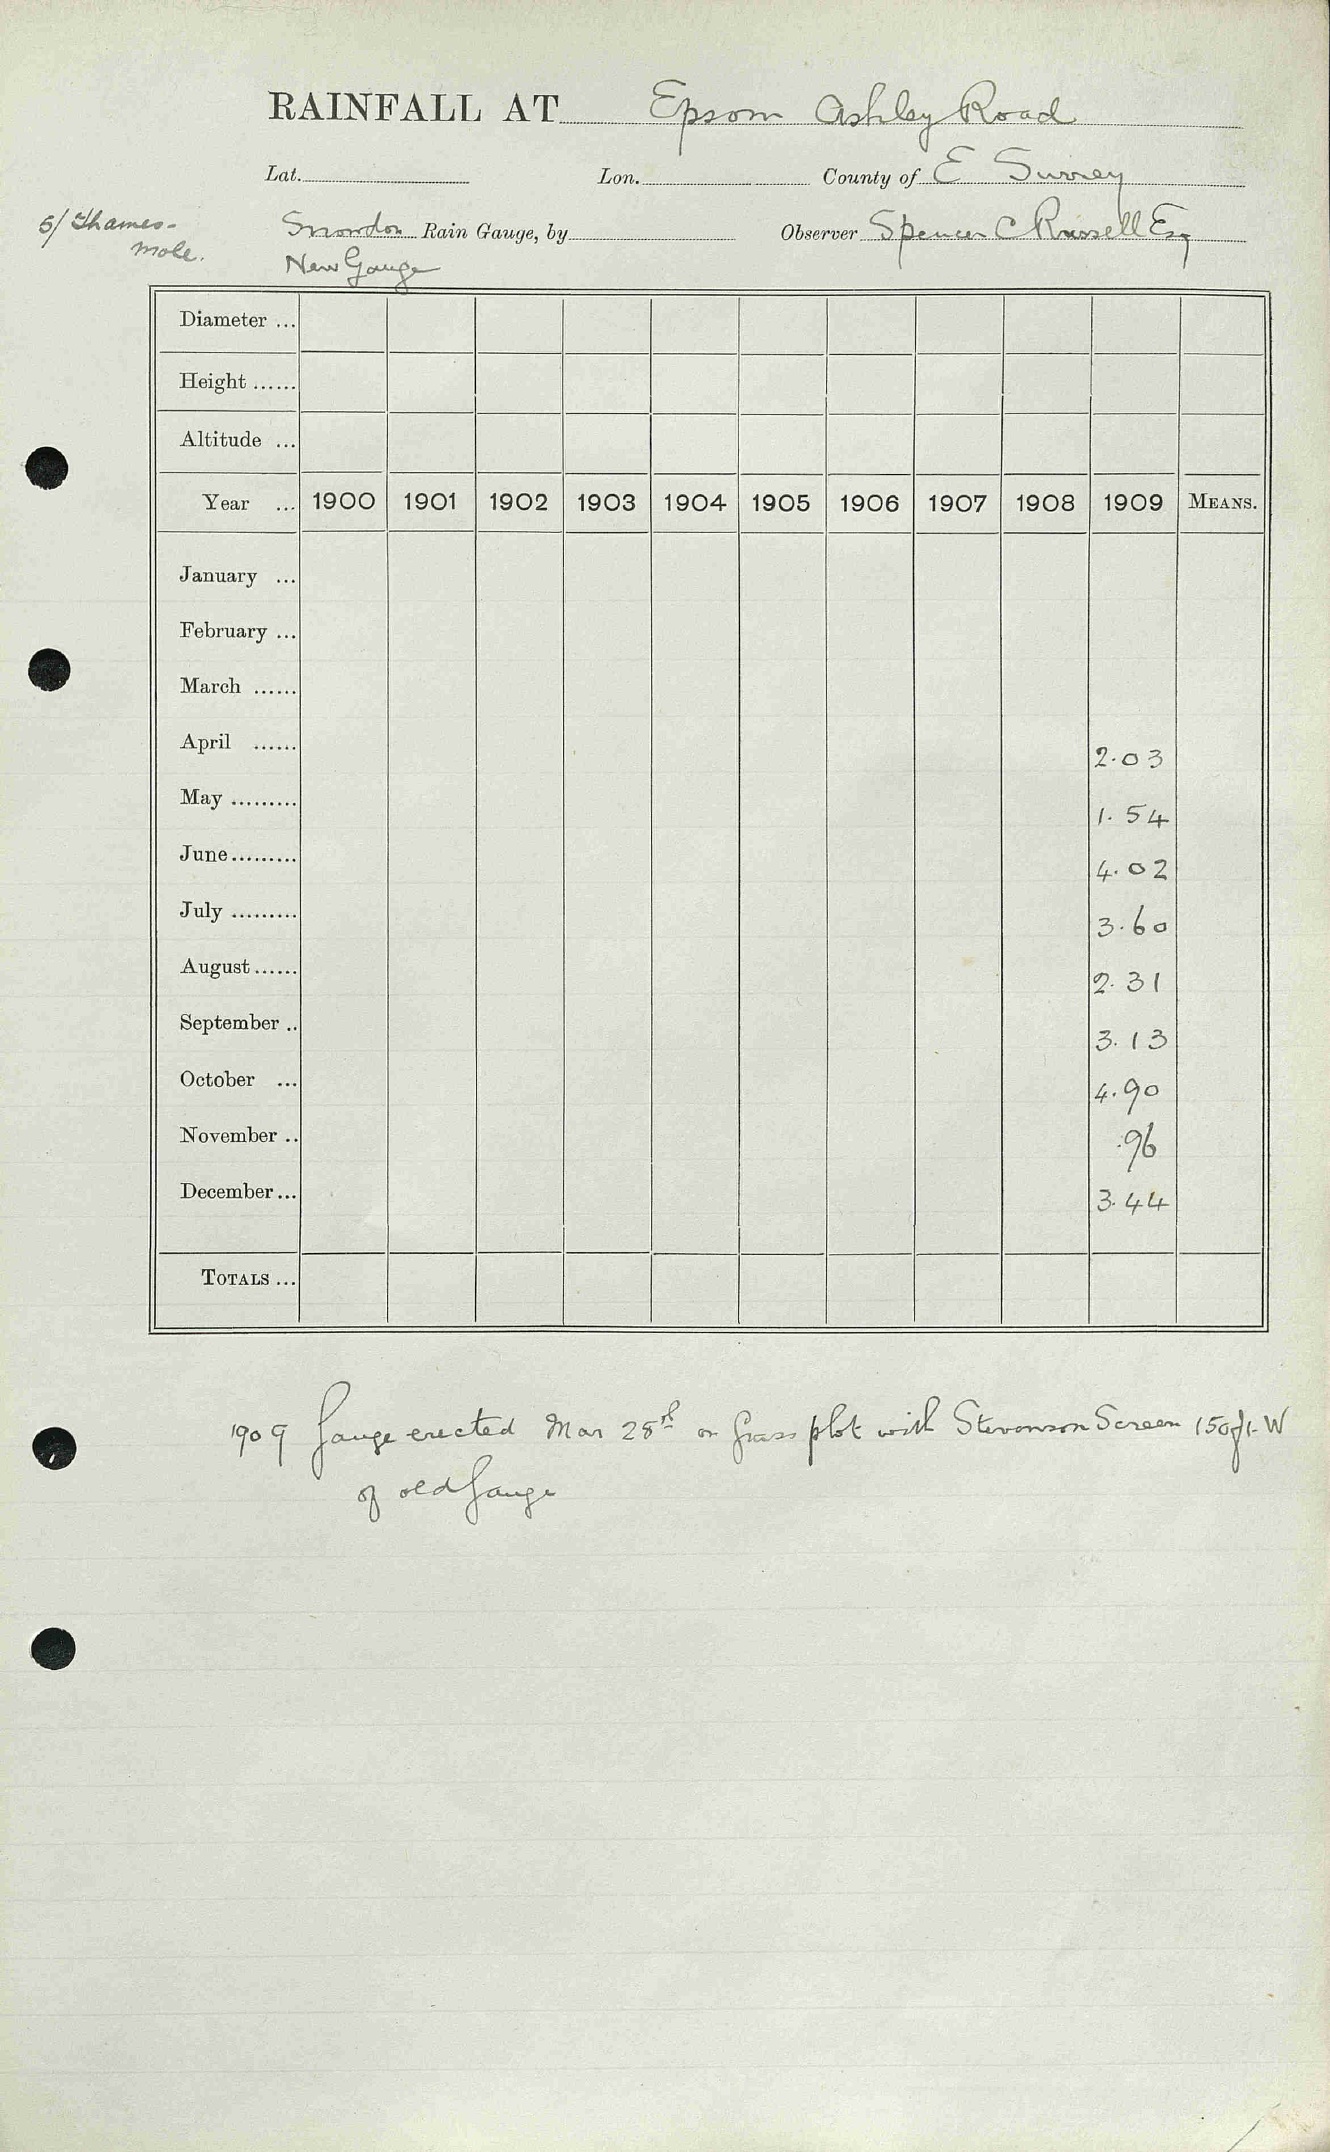 RAINFALL AT Epsom Ashley Road
Lat. Lon. County of E Surrey
5/ Thames-
Mole.
Snowdon Rain Gauge, by Observer Spencer C Russell Esq
New Gauge
Diameter ...
Height ......
Altitude ...
Year ... 1900 1901 1902 1903 1904 1905 1906 1907 1908 1909 MEANS.
January ...
February ...
March ......
April ...... 2.03
May ......... 1.54
June ......... 4.02
July ......... 3.60
August ...... 2.31
September .. 3.13
October ... 4.90
November .. .96
December ... 3.44
TOTALS ...
1909 Gauge erected Mar 28th on Grass plot with Stevenson Screen 150ft. W
of old Gauge